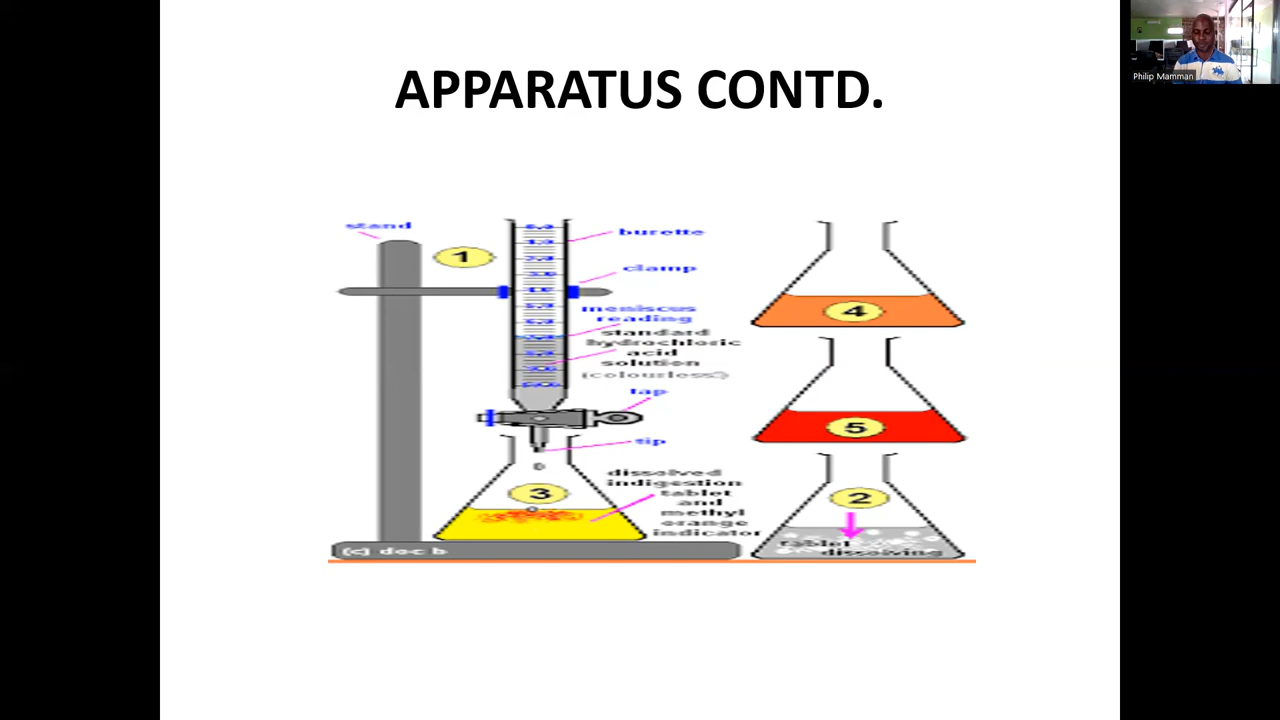 APPARATUS CONTD.
Philip Mamman
stand
1
burette
clamp
meniscus
reading
standard
hydrochloric
acid
solution
(colourless!)
tap
tip
3
dissolved
indigestion
tablet
and
methyl
orange
indicator
(c) doc b
4
5
2
tablet
dissolving